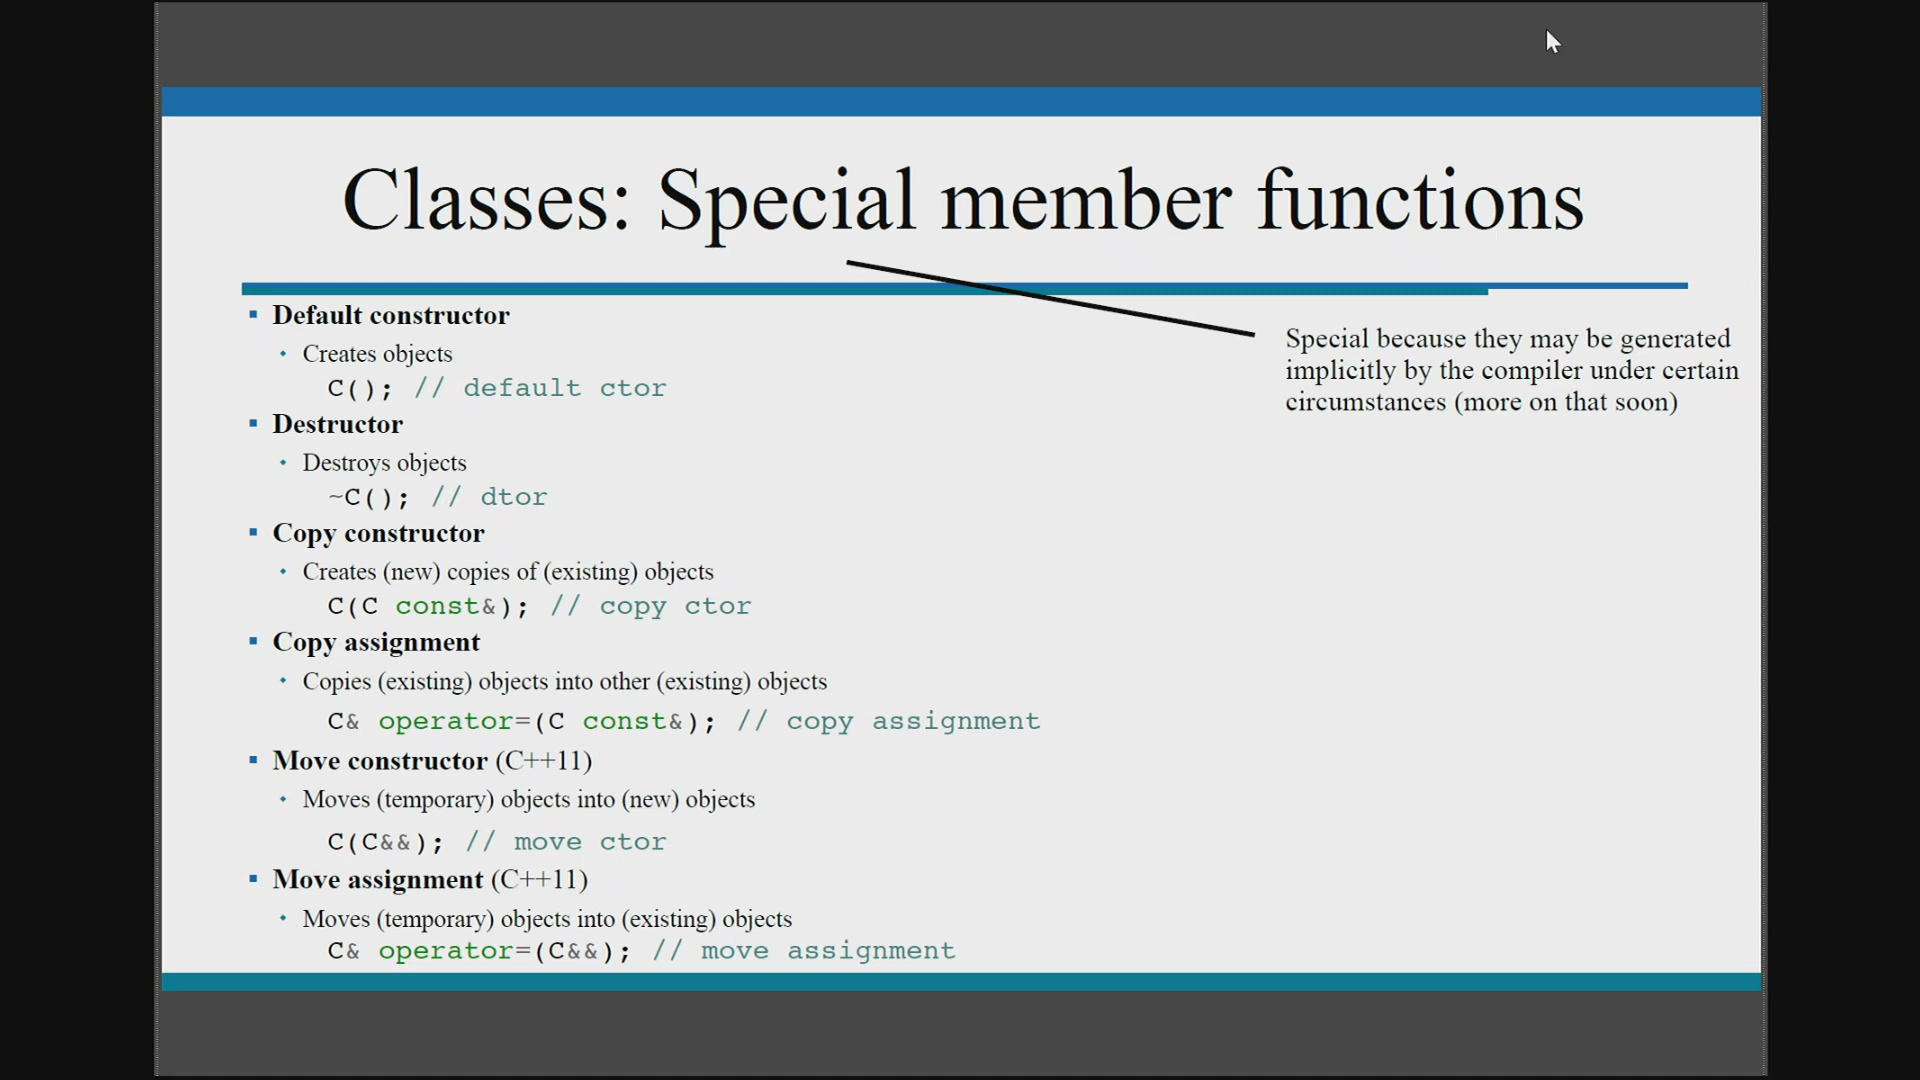 Classes: Special member functions
Default constructor
Creates objects
C(); // default ctor
Destructor
Destroys objects
~C(); // dtor
Copy constructor
Creates (new) copies of (existing) objects
C(C const&); // copy ctor
Copy assignment
Copies (existing) objects into other (existing) objects
C& operator=(C const&); // copy assignment
Move constructor (C++11)
Moves (temporary) objects into (new) objects
C(C&&); // move ctor
Move assignment (C++11)
Moves (temporary) objects into (existing) objects
C& operator=(C&&); // move assignment
Special because they may be generated
implicitly by the compiler under certain
circumstances (more on that soon)